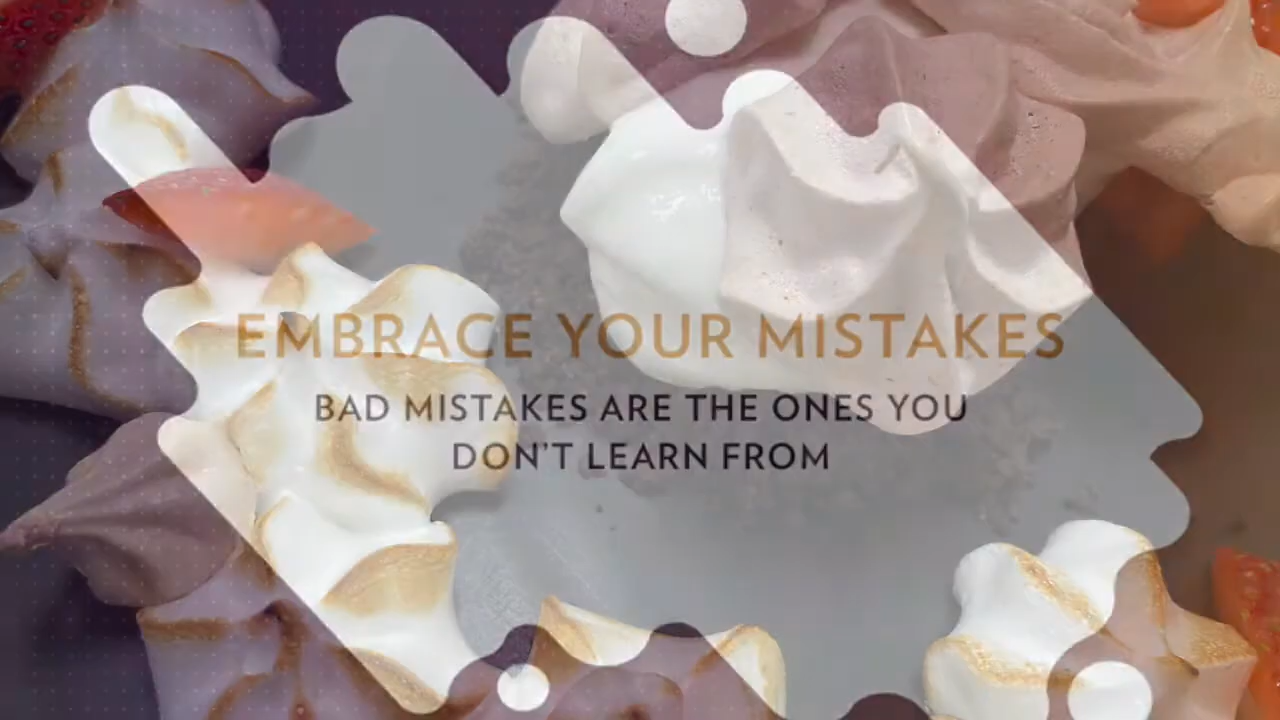 EMBRACE YOUR MISTAKES
BAD MISTAKES ARE THE ONES YOU
DON'T LEARN FROM